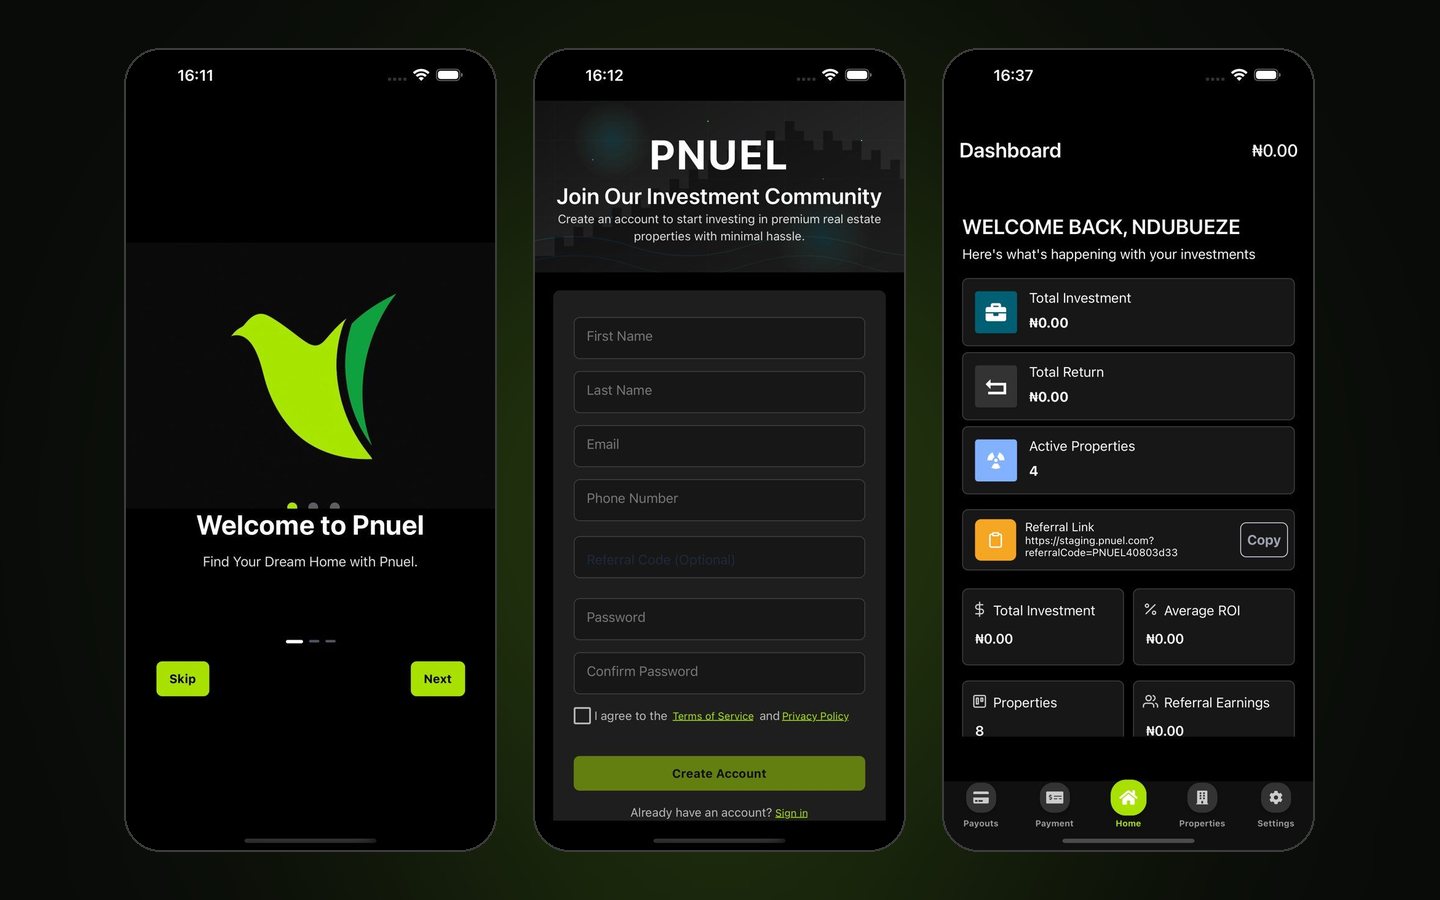 16:11
Welcome to Pnuel
Find Your Dream Home with Pnuel.
Skip
Next
16:12
PNUEL
Join Our Investment Community
Create an account to start investing in premium real estate
properties with minimal hassle.
First Name
Last Name
Email
Phone Number
Referral Code (Optional)
Password
Confirm Password
I agree to the Terms of Service and Privacy Policy
Create Account
Already have an account? Sign in
16:37
Dashboard
₦0.00
WELCOME BACK, NDUBUEZE
Here's what's happening with your investments
Total Investment
₦0.00
Total Return
₦0.00
Active Properties
4
Referral Link
https://staging.pnuel.com?
referralCode=PNUEL40803d33
Copy
Total Investment
₦0.00
Average ROI
₦0.00
Properties
8
Referral Earnings
₦0.00
Payouts
Payment
Home
Properties
Settings